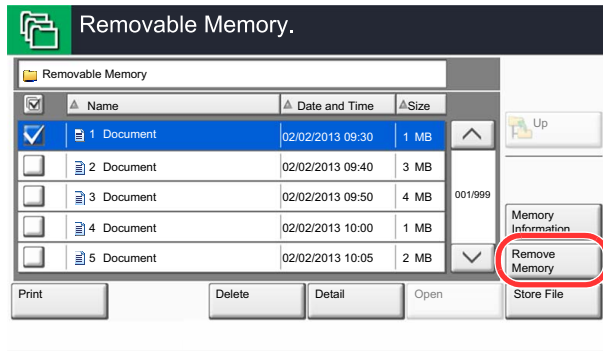 Removable Memory.
Removable Memory
Name Date and Time Size
1 Document 02/02/2013 09:30 1 MB
2 Document 02/02/2013 09:40 3 MB
3 Document 02/02/2013 09:50 4 MB
4 Document 02/02/2013 10:00 1 MB
5 Document 02/02/2013 10:05 2 MB
001/999
Up
Memory
Information
Remove
Memory
Print Delete Detail Open Store File